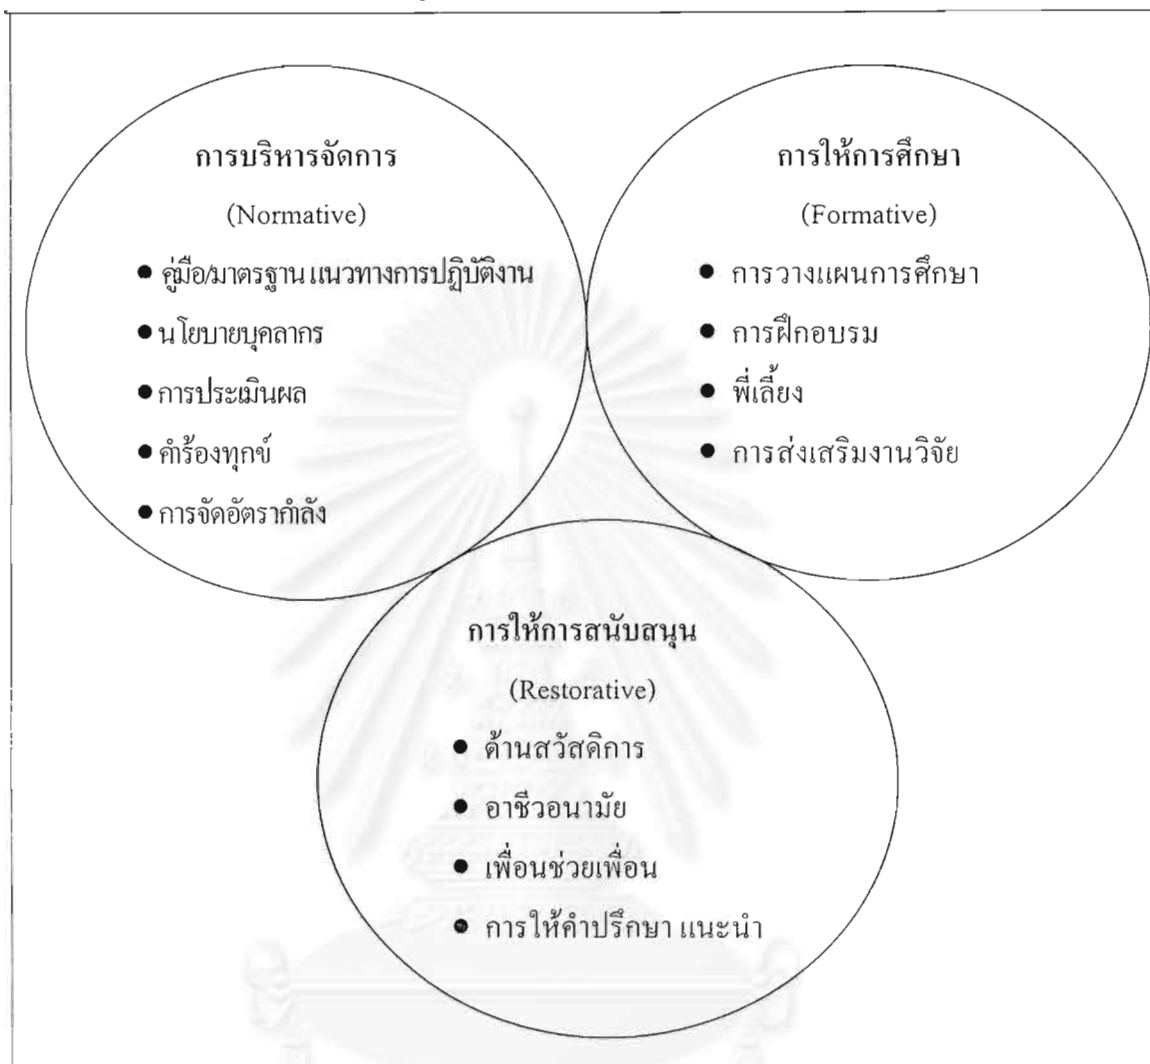 การบริหารจัดการ
(Normative)
● คู่มือ/มาตรฐาน แนวทางการปฏิบัติงาน
● นโยบายบุคลากร
● การประเมินผล
● คำร้องทุกข์
● การจัดอัตรากำลัง
การให้การศึกษา
(Formative)
● การวางแผนการศึกษา
● การฝึกอบรม
● พี่เลี้ยง
● การส่งเสริมงานวิจัย
การให้การสนับสนุน
(Restorative)
● ด้านสวัสดิการ
● อาชีวอนามัย
● เพื่อนช่วยเพื่อน
● การให้คำปรึกษา แนะนำ